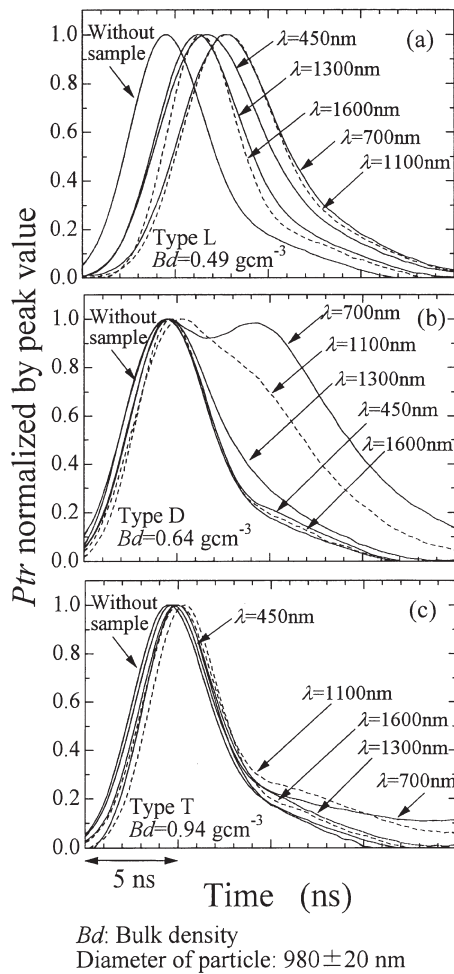 (a)
Without
sample
λ=450nm
λ=1300nm
λ=1600nm
λ=700nm
λ=1100nm
Type L
Bd=0.49 gcm⁻³
1.0
0.8
0.6
0.4
0.2
0.0
(b)
Without
sample
λ=700nm
λ=1100nm
λ=1300nm
λ=450nm
λ=1600nm
Type D
Bd=0.64 gcm⁻³
1.0
0.8
0.6
0.4
0.2
0.0
(c)
Without
sample
λ=450nm
λ=1100nm
λ=1600nm
λ=1300nm
λ=700nm
Type T
Bd=0.94 gcm⁻³
1.0
0.8
0.6
0.4
0.2
0.0
Ptr normalized by peak value
5 ns
Time (ns)
Bd: Bulk density
Diameter of particle: 980±20 nm